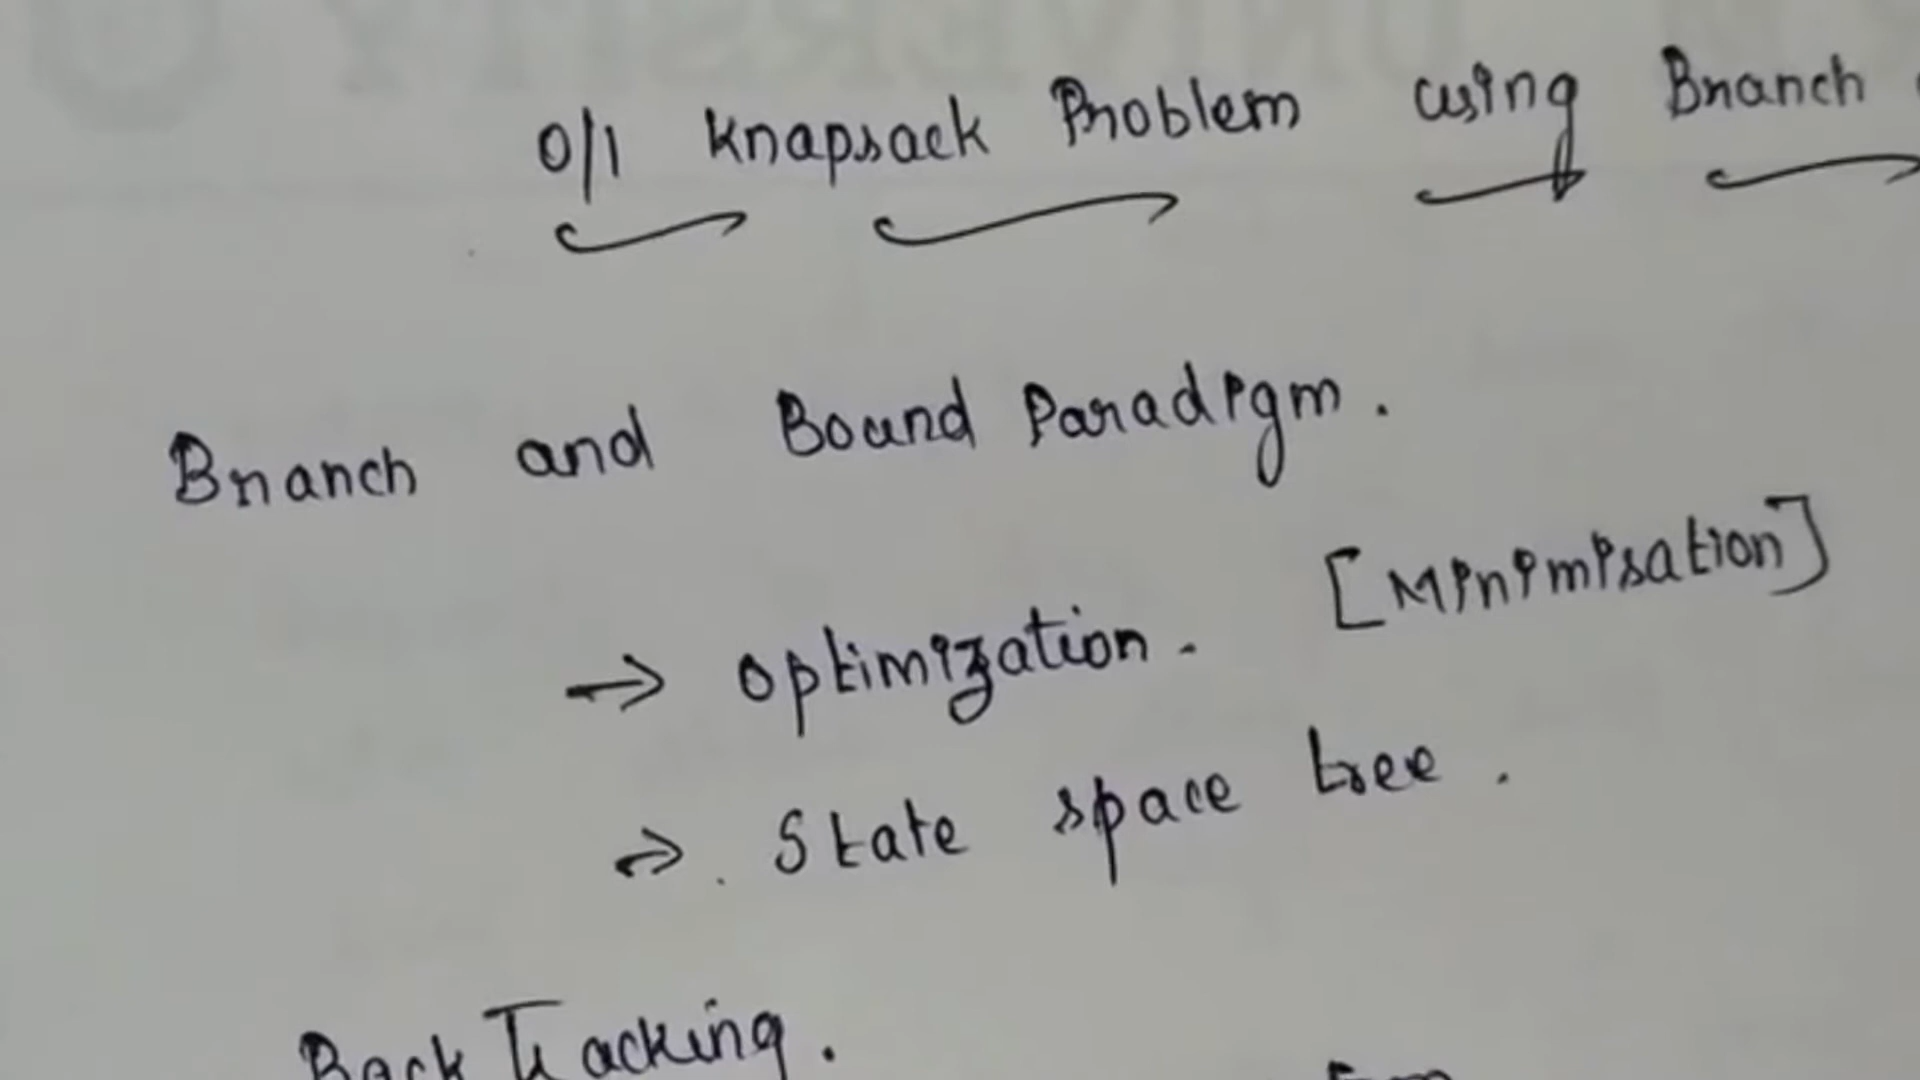 0/1 Knapsack Problem using Branch
Branch and Bound Paradigm.
→ optimization. [Minimisation]
→ State space tree.
Back Tracking.